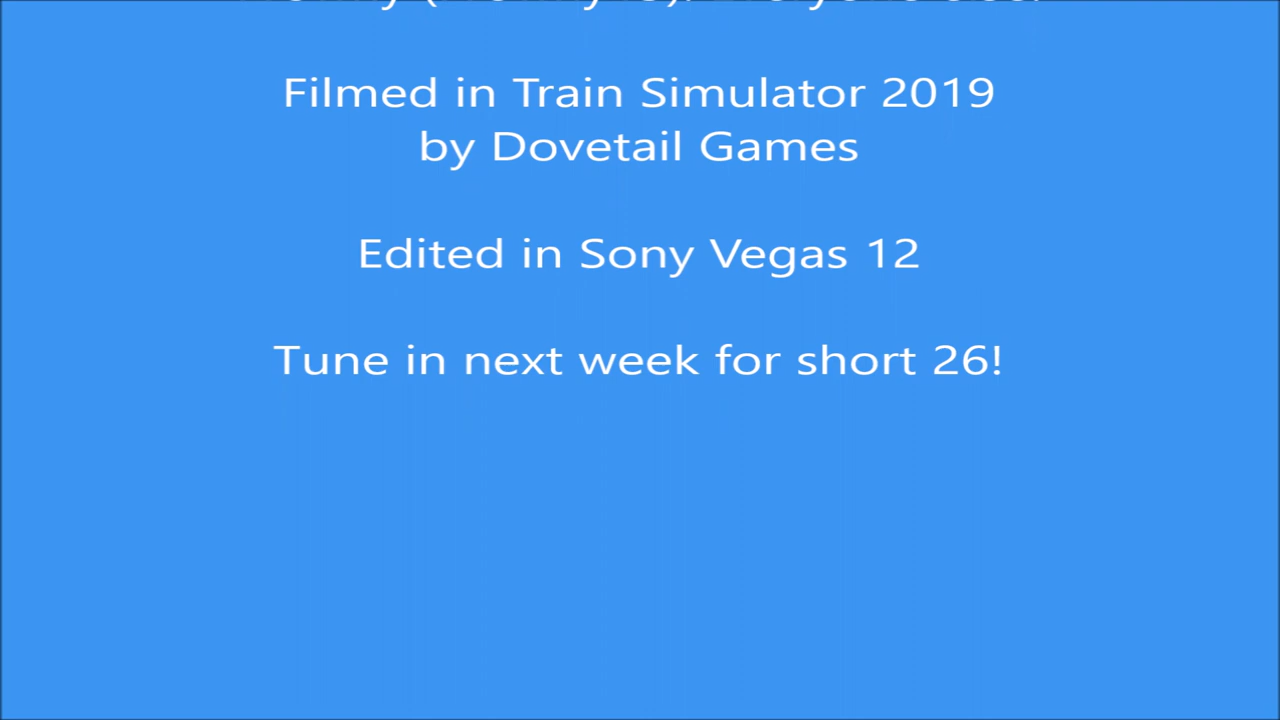 Filmed in Train Simulator 2019
by Dovetail Games
Edited in Sony Vegas 12
Tune in next week for short 26!